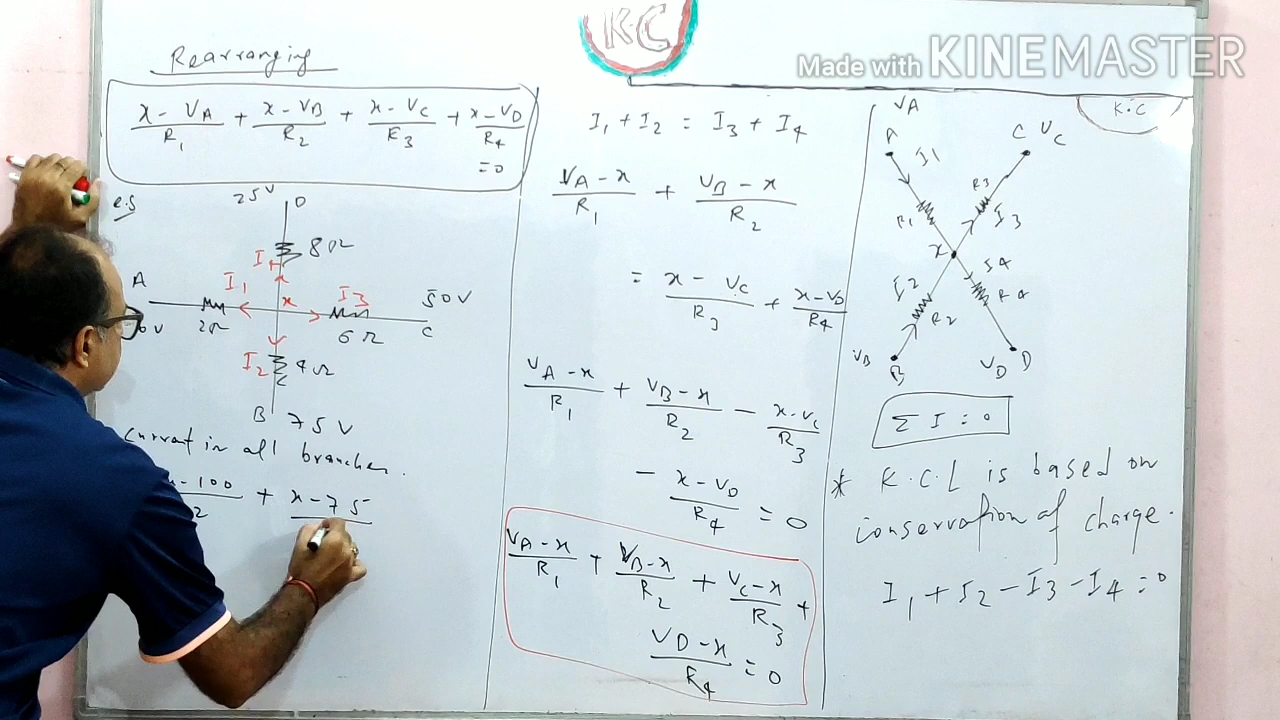 Rearranging
x - VA / R1 + x - VB / R2 + x - VC / R3 + x - VD / R4
= 0
e.g
25V D
8Ω
I4
A
I1
x
I3
50V
0V
2Ω
6Ω
C
I2
4Ω
B 75V
Current in all branches.
x - 100 / 2 + x - 75
K.C
I1 + I2 = I3 + I4
VA - x / R1 + VB - x / R2
= x - VC / R3 + x - VD / R4
VA - x / R1 + VB - x / R2 - x - VC / R3
- x - VD / R4 = 0
VA - x / R1 + VB - x / R2 + VC - x / R3 +
VD - x / R4 = 0
Made with KINEMASTER
K.C
VA
A
I1
C VC
R3
R1
I3
x
I2
I4
R2
R4
VB
B
VD D
Σ I = 0
* K.C.L is based on
conservation of charge.
I1 + I2 - I3 - I4 = 0